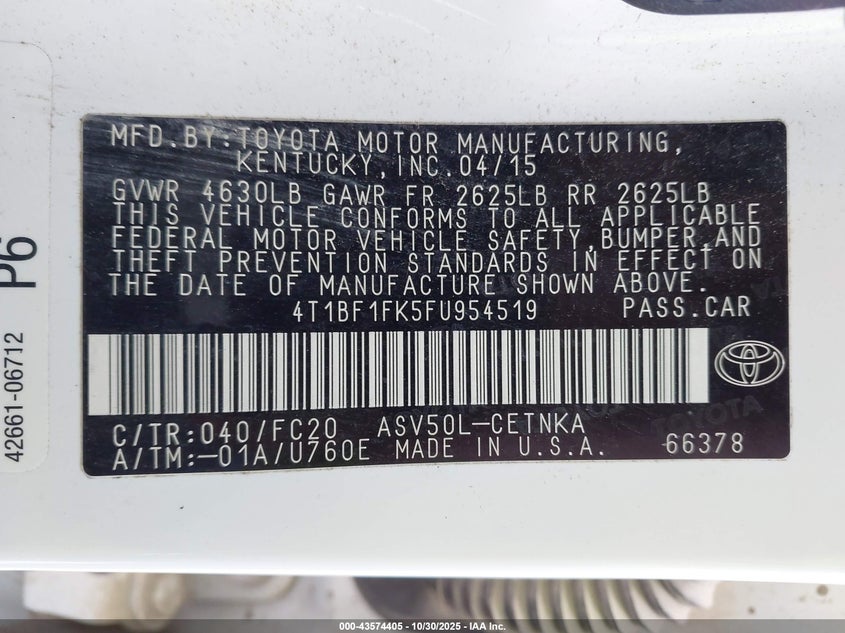 MFD.BY:TOYOTA MOTOR MANUFACTURING,
KENTUCKY,INC.04/15
GVWR 4630LB GAWR FR 2625LB RR 2625LB
THIS VEHICLE CONFORMS TO ALL APPLICABLE
FEDERAL MOTOR VEHICLE SAFETY,BUMPER,AND
THEFT PREVENTION STANDARDS IN EFFECT ON
THE DATE OF MANUFACTURE SHOWN ABOVE.
4T1BF1FK5FU954519 PASS.CAR
C/TR:040/FC20 ASV50L-CETNKA
A/TM:-01A/U760E MADE IN U.S.A. 66378
TOYOTA
P6
42661-06712
000-43574405 - 10/30/2025 - IAA Inc.